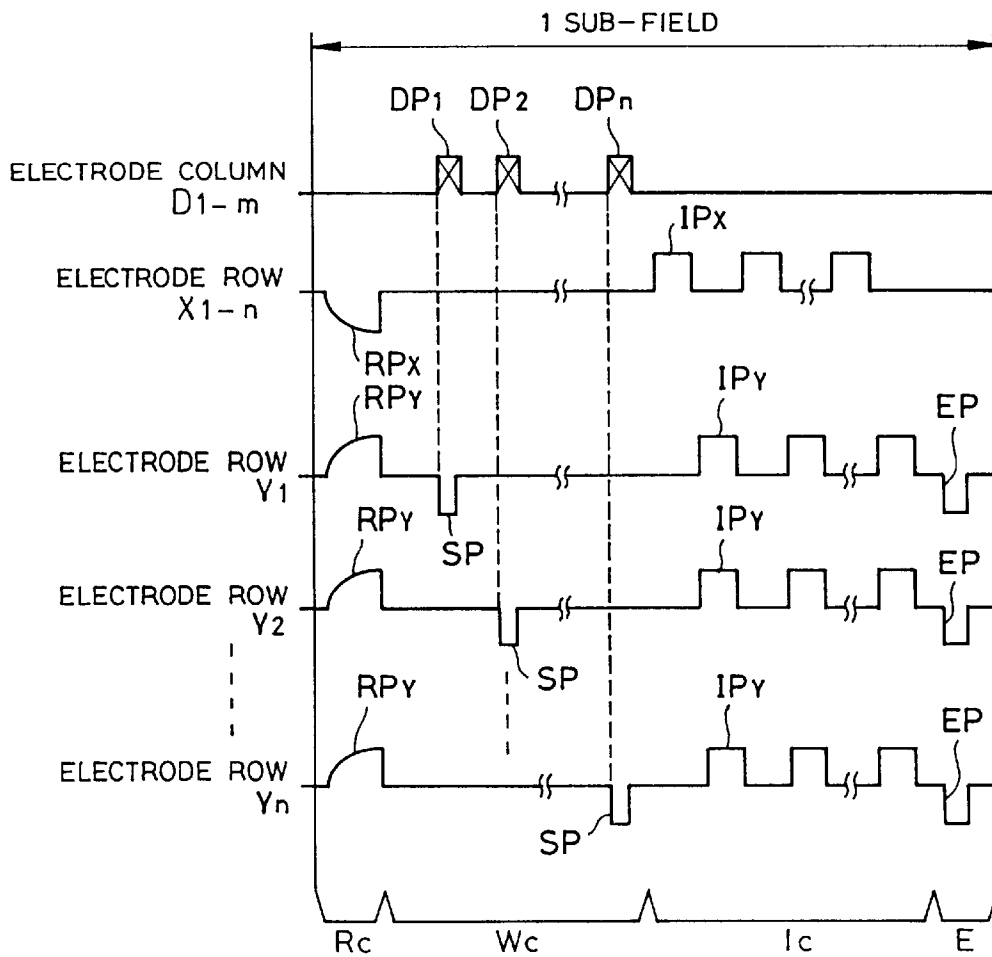 1 SUB-FIELD
DP1 DP2 DPn
ELECTRODE COLUMN
D1-m
IPX
ELECTRODE ROW
X1-n
RPX
RPY
IPY
EP
ELECTRODE ROW
Y1
SP
RPY
IPY
EP
ELECTRODE ROW
Y2
SP
RPY
IPY
EP
ELECTRODE ROW
Yn
SP
Rc Wc Ic E